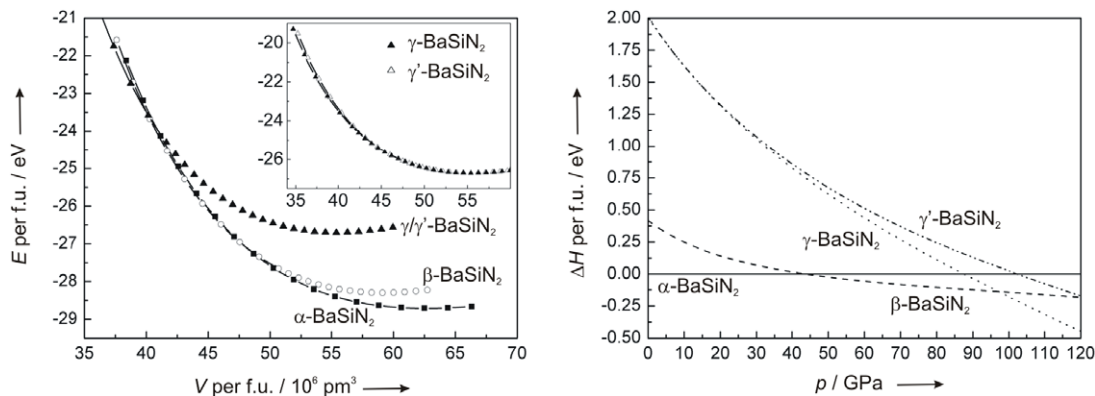 -21
-22
-23
-24
-25
-26
-27
-28
-29
E per f.u. / eV
35 40 45 50 55 60 65 70
V per f.u. / 10⁶ pm³
-20
-22
-24
-26
35 40 45 50 55
γ-BaSiN₂
γ'-BaSiN₂
γ/γ'-BaSiN₂
β-BaSiN₂
α-BaSiN₂
2.00
1.75
1.50
1.25
1.00
0.75
0.50
0.25
0.00
-0.25
-0.50
ΔH per f.u. / eV
0 10 20 30 40 50 60 70 80 90 100 110 120
p / GPa
γ'-BaSiN₂
γ-BaSiN₂
α-BaSiN₂
β-BaSiN₂